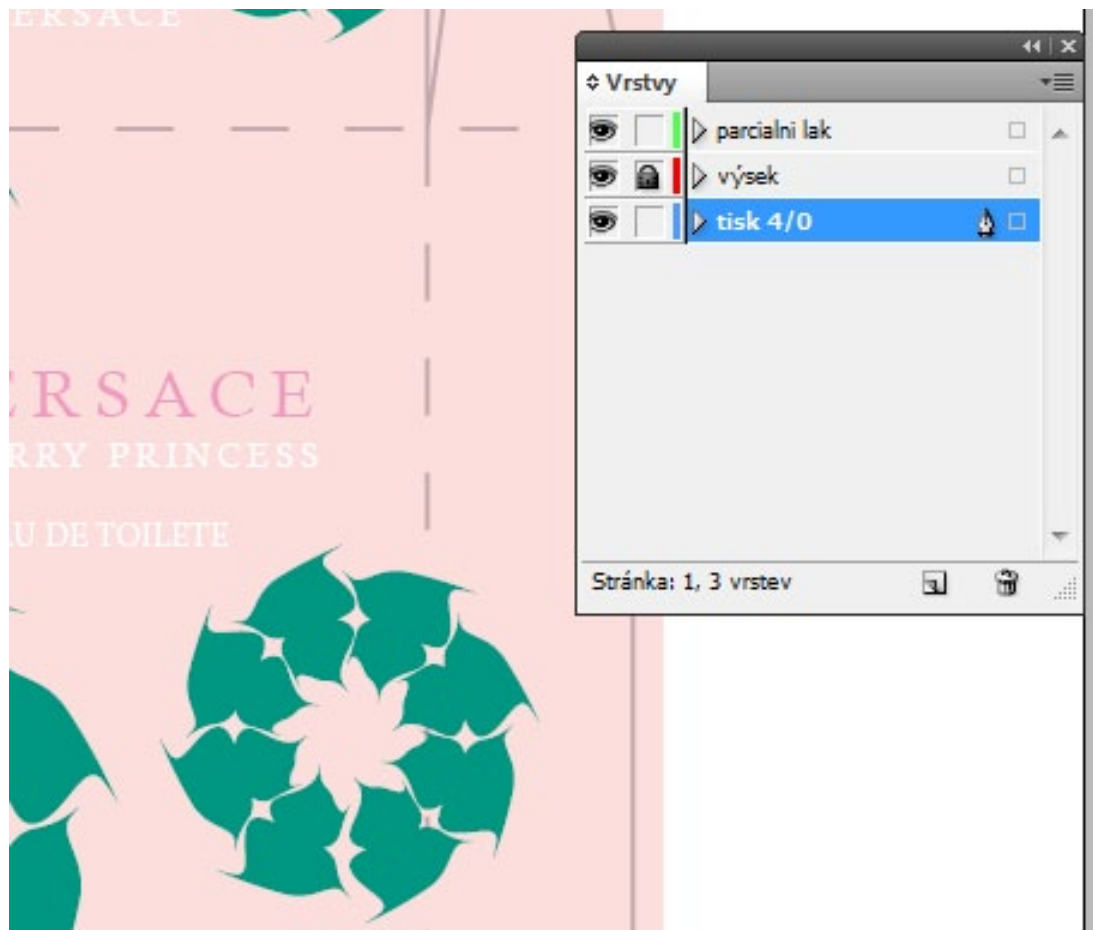 ERSACE
Vrstvy
parcialni lak
výsek
tisk 4/0
ERSACE
RRY PRINCESS
U DE TOILETE
Stránka: 1, 3 vrstev